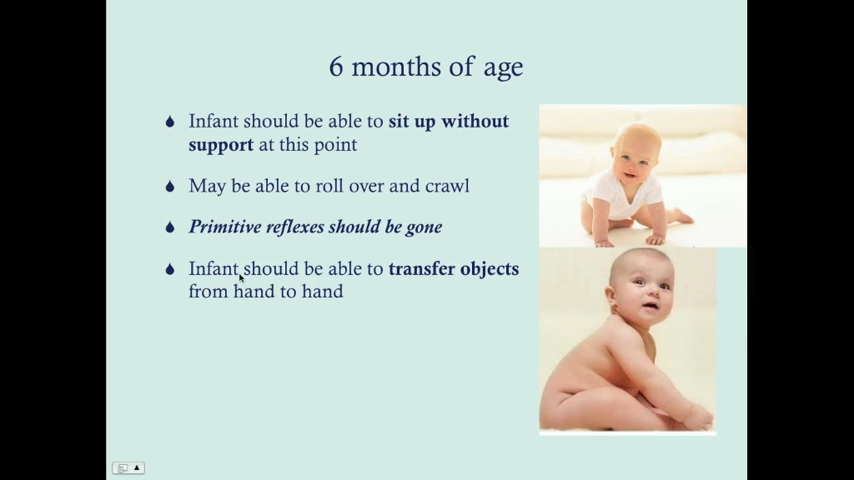 6 months of age
Infant should be able to sit up without
support at this point
May be able to roll over and crawl
Primitive reflexes should be gone
Infant should be able to transfer objects
from hand to hand